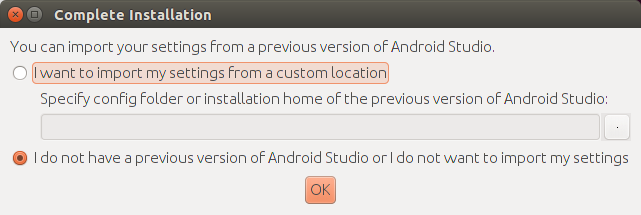 Complete Installation
You can import your settings from a previous version of Android Studio.
I want to import my settings from a custom location
Specify config folder or installation home of the previous version of Android Studio:
.
I do not have a previous version of Android Studio or I do not want to import my settings
OK